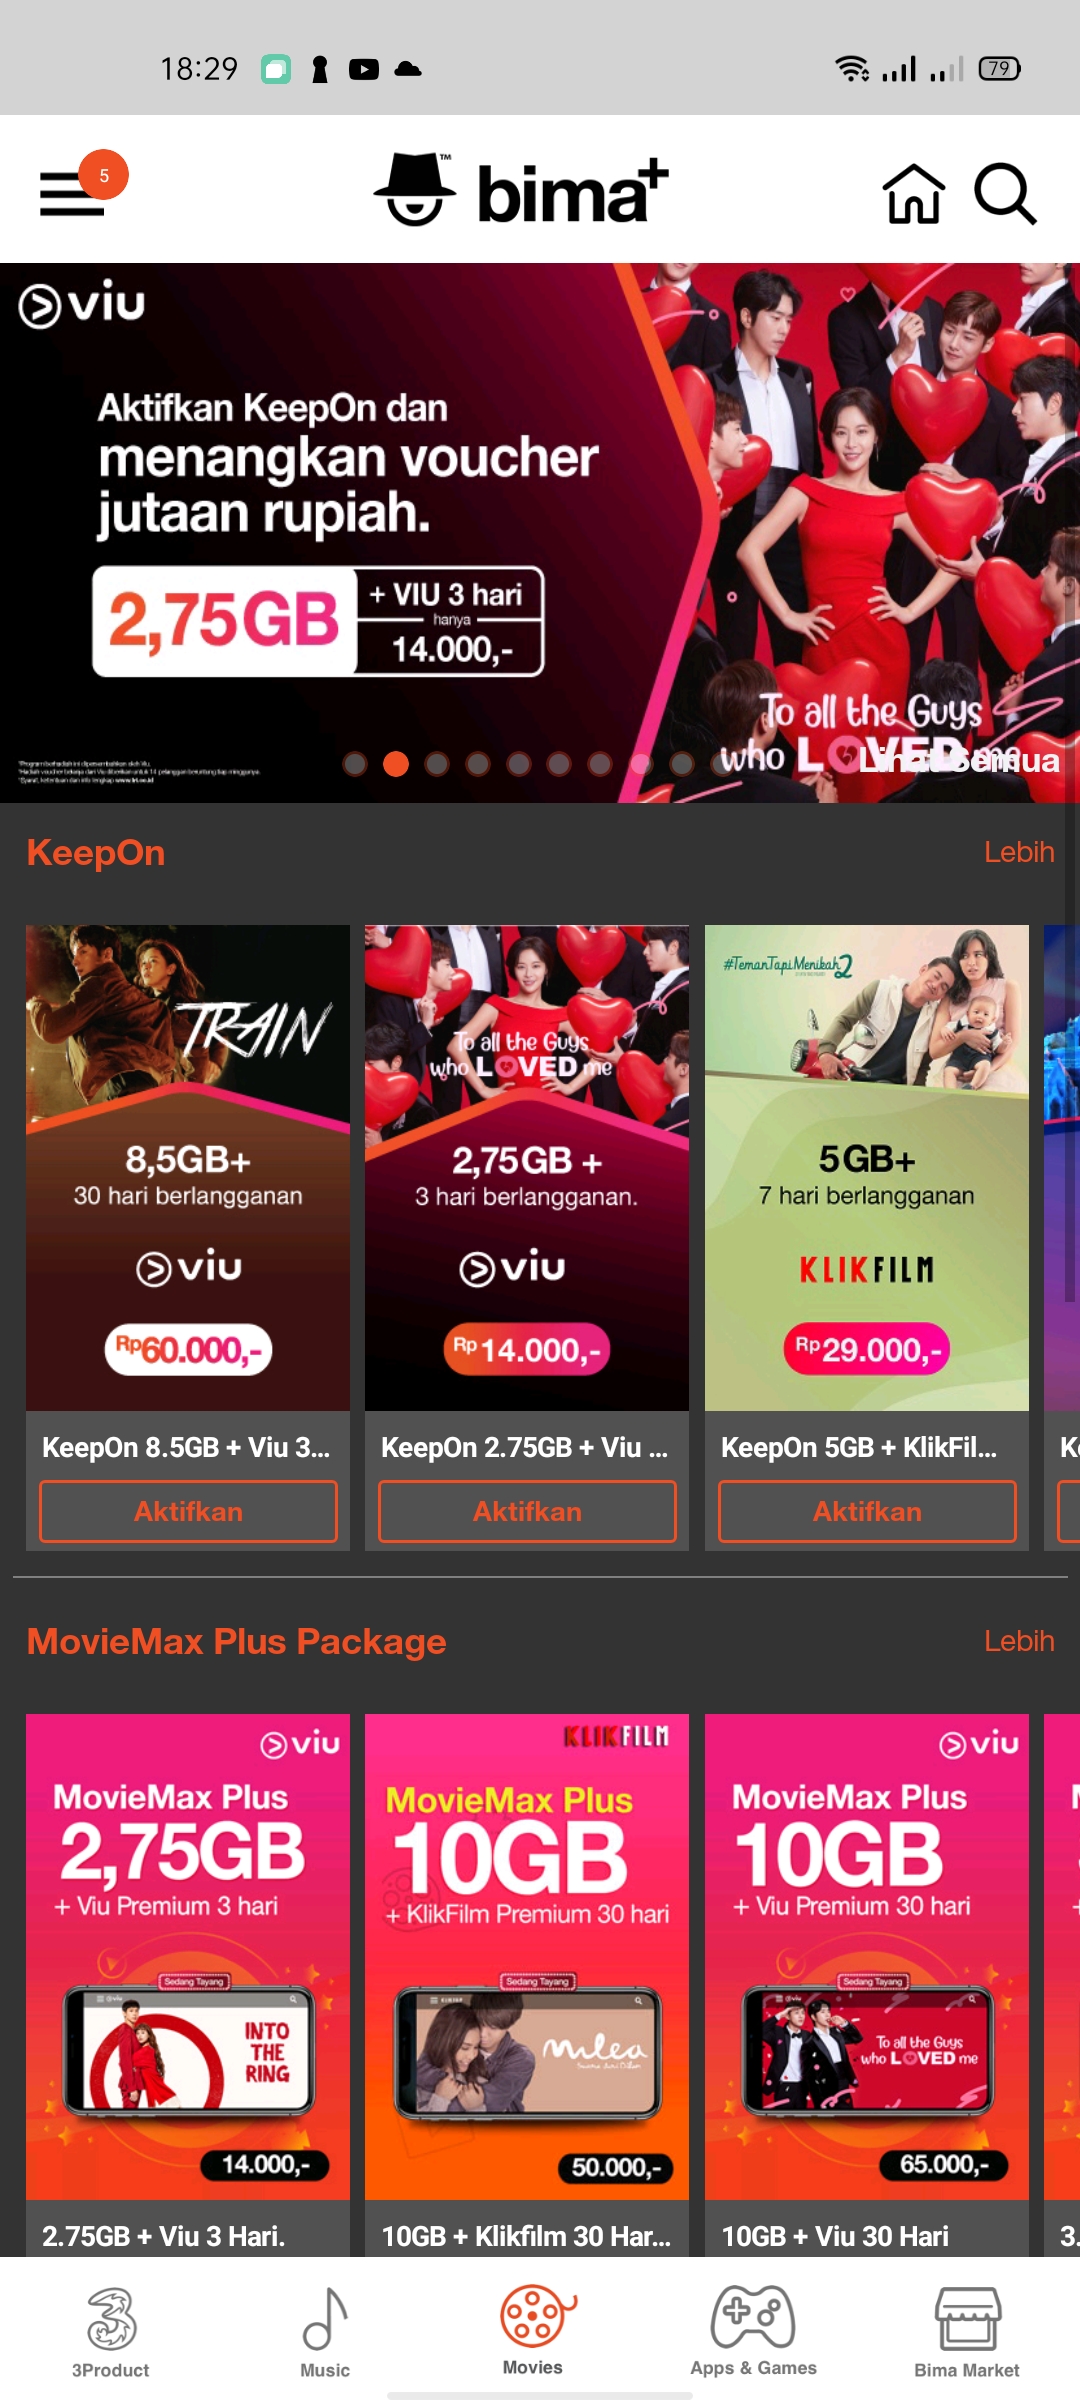 18:29
79
5
bima+
viu
Aktifkan KeepOn dan
menangkan voucher
jutaan rupiah.
2,75GB
+ VIU 3 hari
hanya
14.000,-
To all the Guys
who LOVED me
Lihat Semua
KeepOn
Lebih
TRAIN
8,5GB+
30 hari berlangganan
viu
Rp60.000,-
KeepOn 8.5GB + Viu 3...
Aktifkan
To all the Guys
who LOVED me
2,75GB +
3 hari berlangganan.
viu
Rp14.000,-
KeepOn 2.75GB + Viu ...
Aktifkan
#TemanTapiMenikah2
5GB+
7 hari berlangganan
KLIKFILM
Rp29.000,-
KeepOn 5GB + KlikFil...
Aktifkan
MovieMax Plus Package
Lebih
viu
MovieMax Plus
2,75GB
+ Viu Premium 3 hari
Sedang Tayang
INTO
THE
RING
14.000,-
2.75GB + Viu 3 Hari.
KLIKFILM
MovieMax Plus
10GB
+ KlikFilm Premium 30 hari
Sedang Tayang
milea
50.000,-
10GB + Klikfilm 30 Har...
viu
MovieMax Plus
10GB
+ Viu Premium 30 hari
Sedang Tayang
To all the Guys
who LOVED me
65.000,-
10GB + Viu 30 Hari
3.
3Product
Music
Movies
Apps & Games
Bima Market